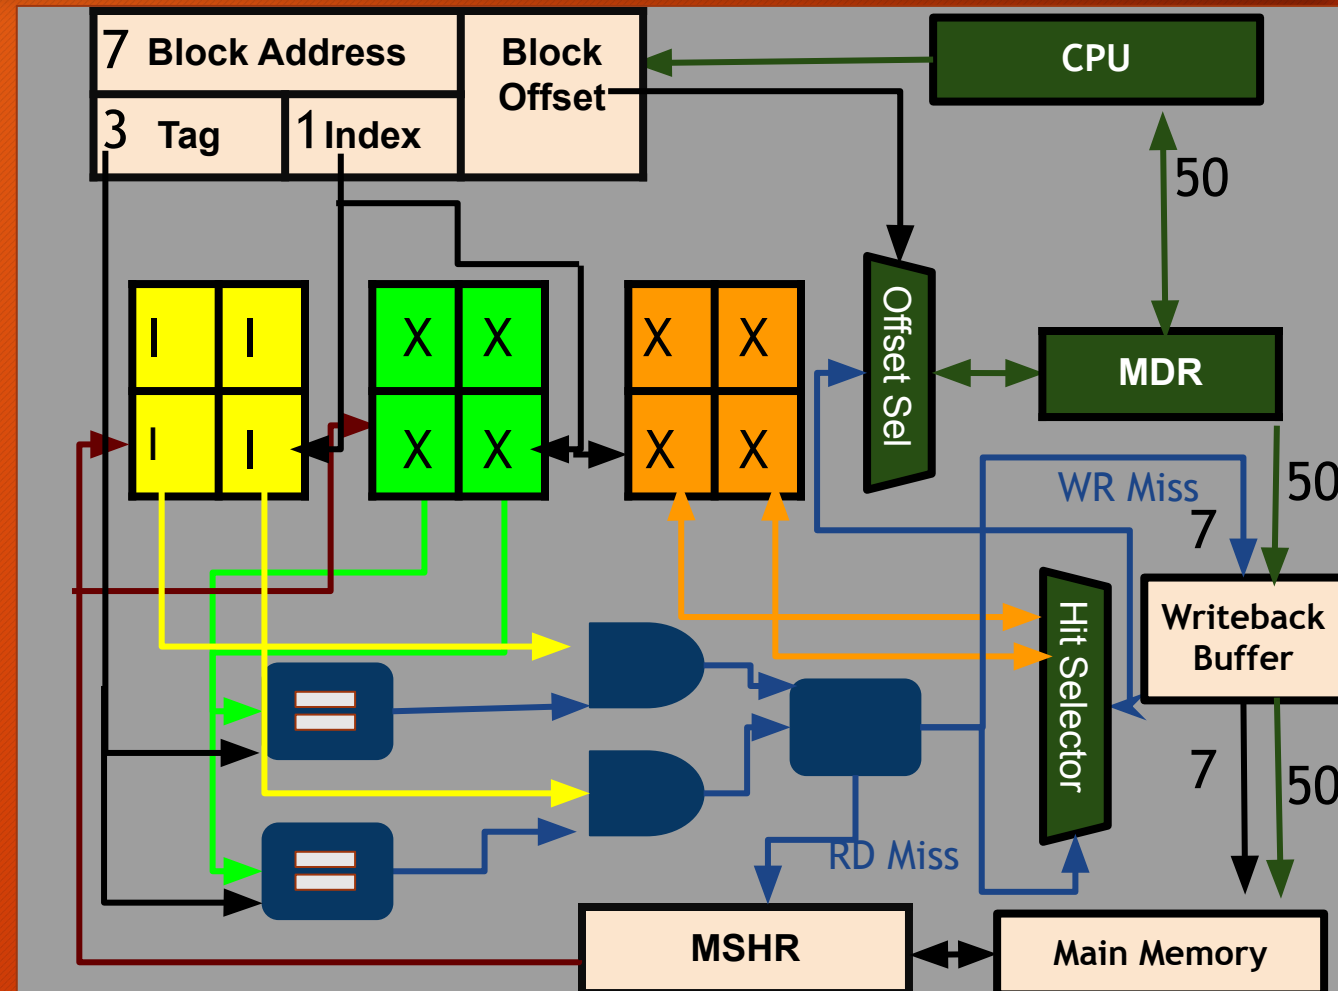 7 Block Address
Block
Offset
CPU
3 Tag
1 Index
50
I I
X X
X X
Offset Sel
MDR
I I
X X
X X
WR Miss
50
7
Hit Selector
Writeback
Buffer
7
50
RD Miss
MSHR
Main Memory